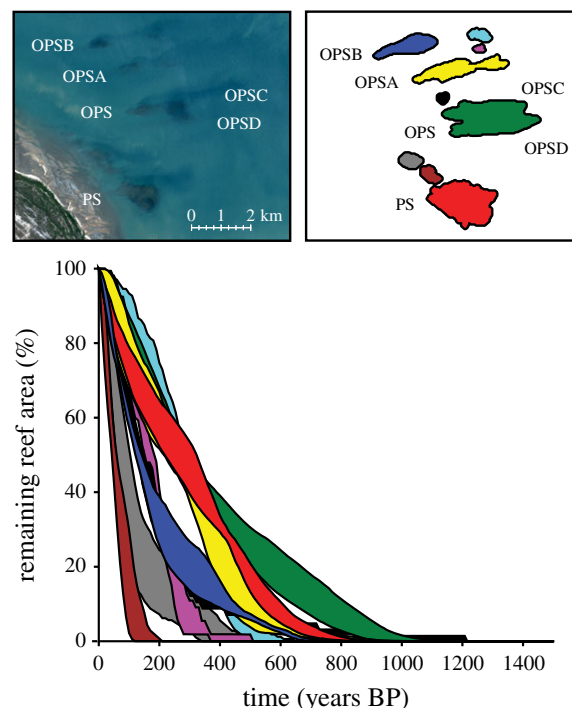 OPSB
OPSA
OPS
OPSC
OPSD
PS
0 1 2 km
OPSB
OPSA
OPSC
OPS
OPSD
PS
remaining reef area (%)
100
80
60
40
20
0
0 200 400 600 800 1000 1200 1400
time (years BP)